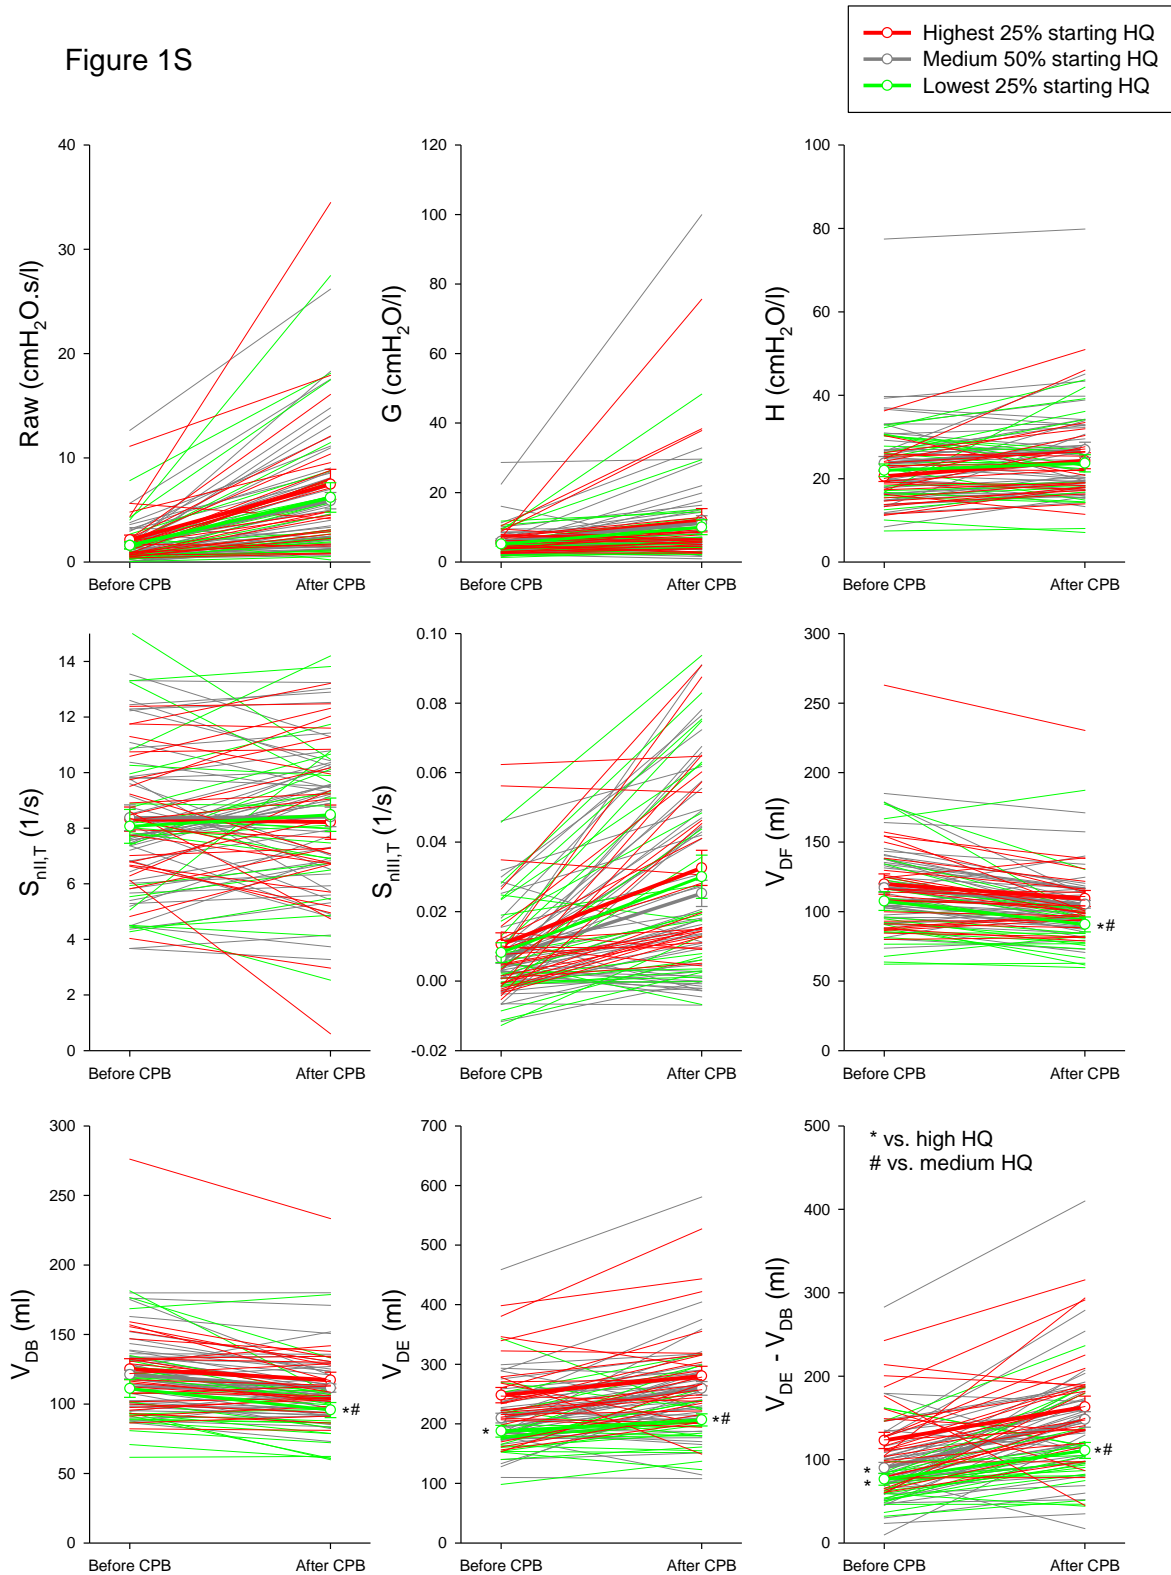 Figure 1S
Highest 25% starting HQ
Medium 50% starting HQ
Lowest 25% starting HQ
Raw (cmH2O.s/l)
40
30
20
10
0
Before CPB After CPB
G (cmH2O/l)
120
100
80
60
40
20
0
Before CPB After CPB
H (cmH2O/l)
100
80
60
40
20
0
Before CPB After CPB
SnII,T (1/s)
14
12
10
8
6
4
2
0
Before CPB After CPB
SnIII,T (1/s)
0.10
0.08
0.06
0.04
0.02
0.00
-0.02
Before CPB After CPB
VDF (ml)
300
250
200
150
100
50
0
*#
Before CPB After CPB
VDB (ml)
300
250
200
150
100
50
0
*#
Before CPB After CPB
VDE (ml)
700
600
500
400
300
200
100
0
*
*#
Before CPB After CPB
VDE - VDB (ml)
500
400
300
200
100
0
* vs. high HQ
# vs. medium HQ
*
*
*#
Before CPB After CPB